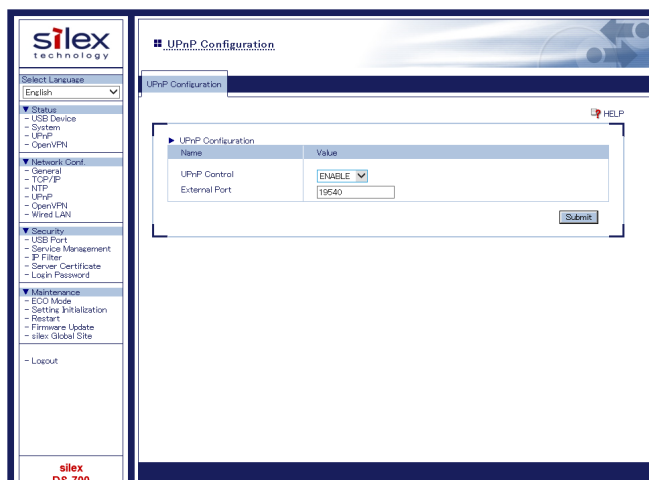 silex
technology
Select Language
English
▼ Status
- USB Device
- System
- UPnP
- OpenVPN
▼ Network Conf.
- General
- TCP/IP
- NTP
- UPnP
- OpenVPN
- Wired LAN
▼ Security
- USB Port
- Service Management
- IP Filter
- Server Certificate
- Login Password
▼ Maintenance
- ECO Mode
- Setting Initialization
- Restart
- Firmware Update
- silex Global Site
- Logout
silex
DS-700
UPnP Configuration
UPnP Configuration
HELP
► UPnP Configuration
Name Value
UPnP Control ENABLE
External Port 19540
Submit